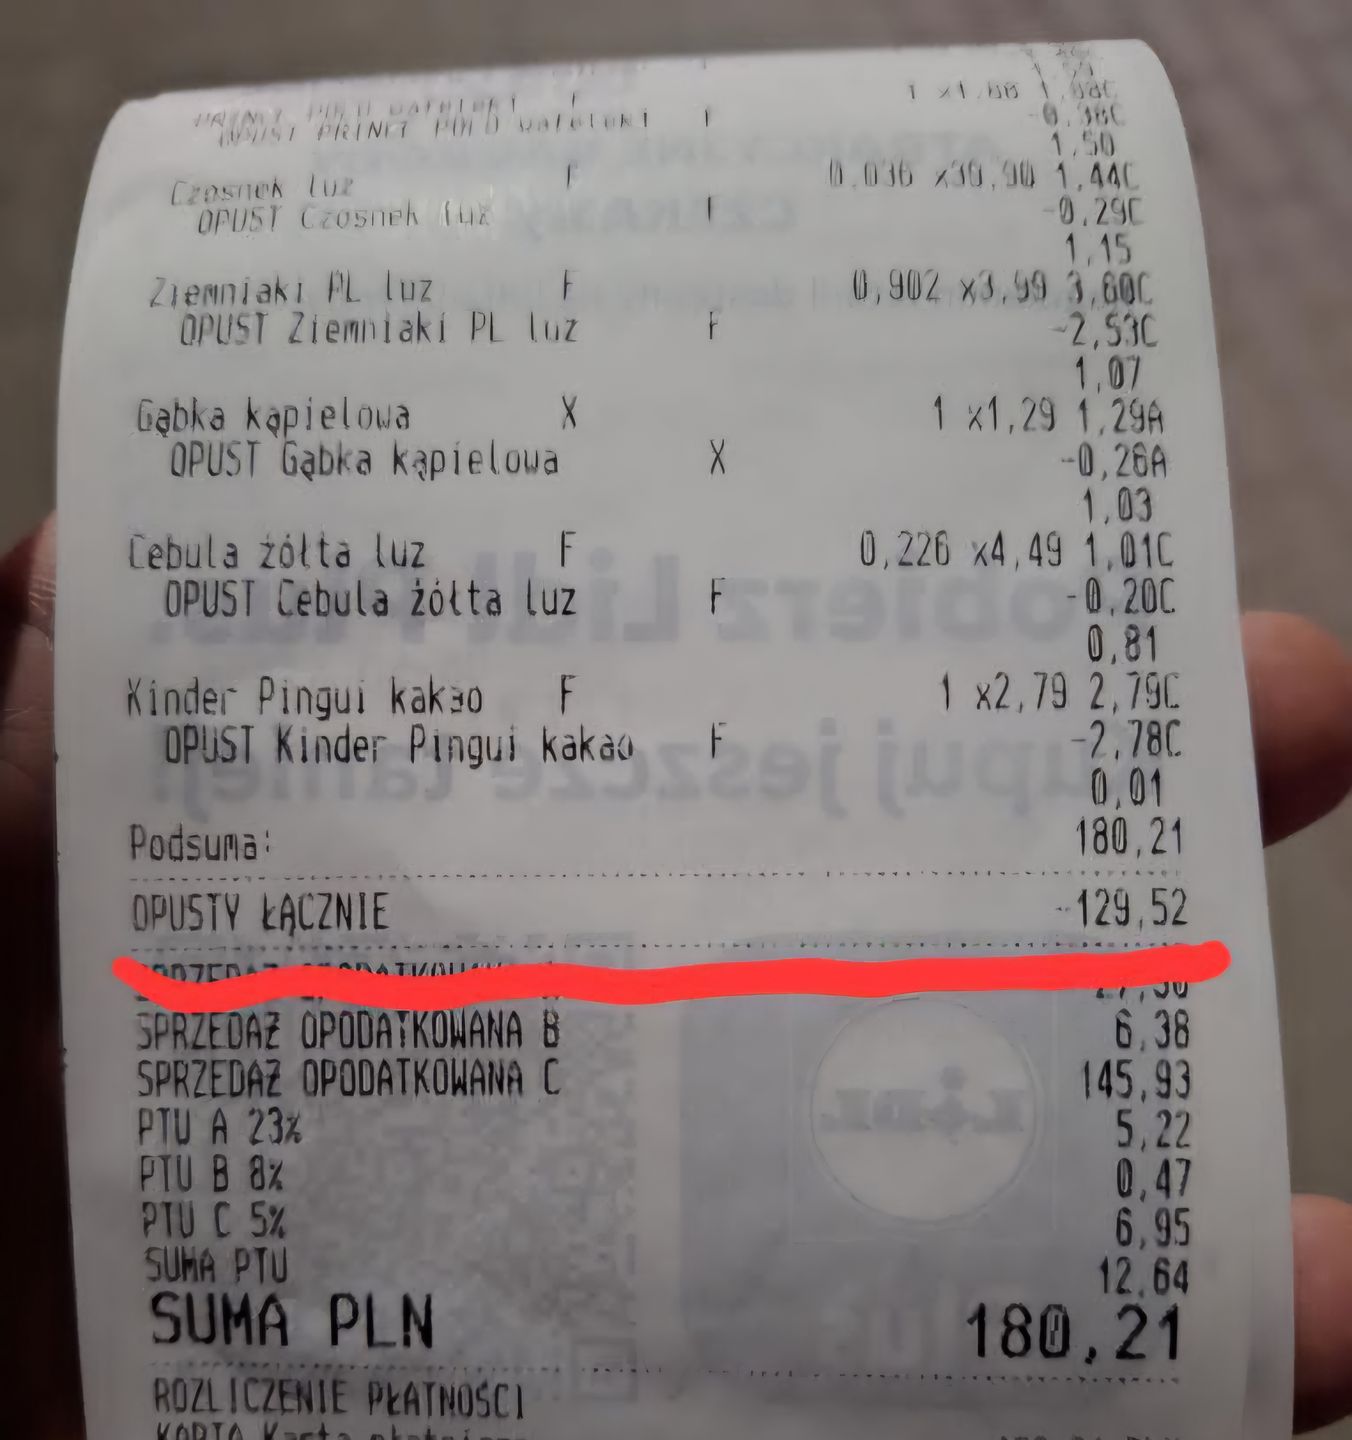 1,50
Czosnek luz F 1,44C
OPUST Czosnek luz F -0,29C
1,15
Ziemniaki PL luz F 0,902 x3,99 3,60C
OPUST Ziemniaki PL luz F -2,53C
1,07
Gąbka kąpielowa X 1 x1,29 1,29A
OPUST Gąbka kąpielowa X -0,26A
1,03
Cebula żółta luz F 0,226 x4,49 1,01C
OPUST Cebula żółta luz F -0,20C
0,81
Kinder Pingui kakao F 1 x2,79 2,79C
OPUST Kinder Pingui kakao F -2,78C
0,01
Podsuma: 180,21
OPUSTY ŁĄCZNIE -129,52
SPRZEDAŻ OPODATKOWANA B 6,38
SPRZEDAŻ OPODATKOWANA C 145,93
PTU A 23% 5,22
PTU B 8% 0,47
PTU C 5% 6,95
SUMA PTU 12,64
SUMA PLN 180,21
ROZLICZENIE PŁATNOŚCI